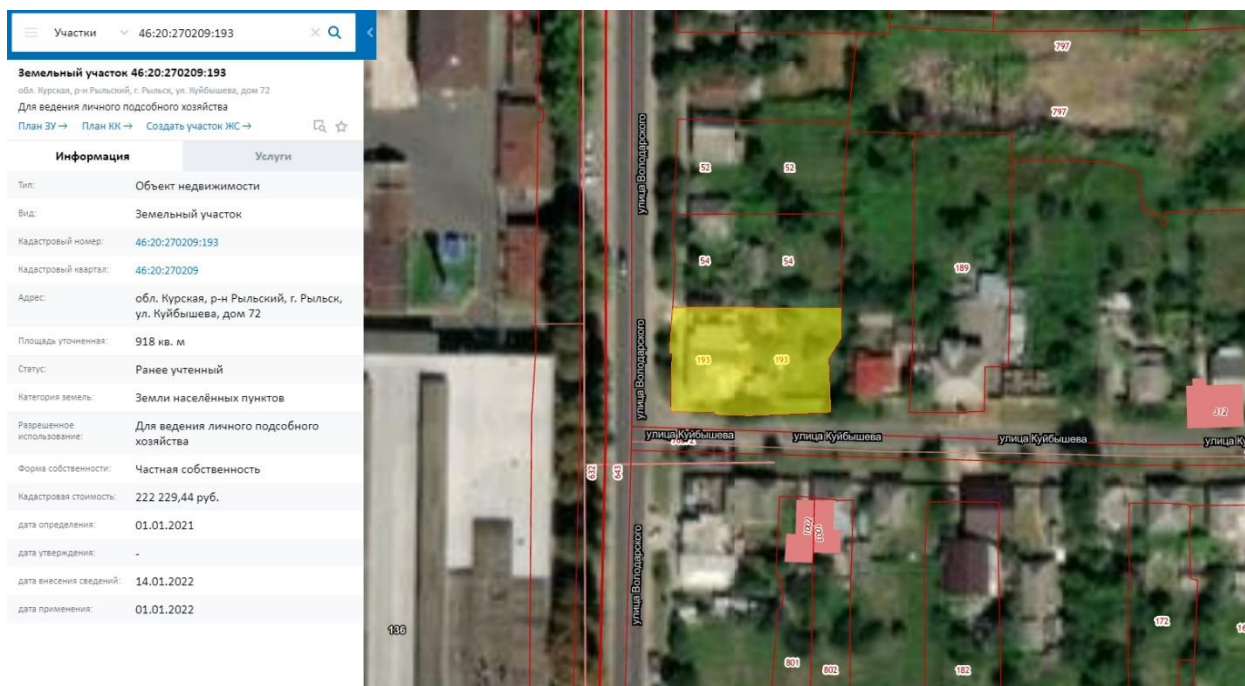 Участки
46:20:270209:193
Земельный участок 46:20:270209:193
обл. Курская, р-н Рыльский, г. Рыльск, ул. Куйбышева, дом 72
Для ведения личного подсобного хозяйства
План ЗУ → План КК → Создать участок ЖС →
Информация
Услуги
Тип: Объект недвижимости
Вид: Земельный участок
Кадастровый номер: 46:20:270209:193
Кадастровый квартал: 46:20:270209
Адрес: обл. Курская, р-н Рыльский, г. Рыльск,
ул. Куйбышева, дом 72
Площадь уточненная: 918 кв. м
Статус: Ранее учтенный
Категория земель: Земли населённых пунктов
Разрешенное использование: Для ведения личного подсобного
хозяйства
Форма собственности: Частная собственность
Кадастровая стоимость: 222 229,44 руб.
дата определения: 01.01.2021
дата утверждения: -
дата внесения сведений: 14.01.2022
дата применения: 01.01.2022
797
797
улица Володарского
52
52
54
54
189
улица Володарского
193
193
312
улица Куйбышева
улица Куйбышева
улица Куйбышева
улица Ку
632
643
улица Володарского
136
801
802
182
172
16